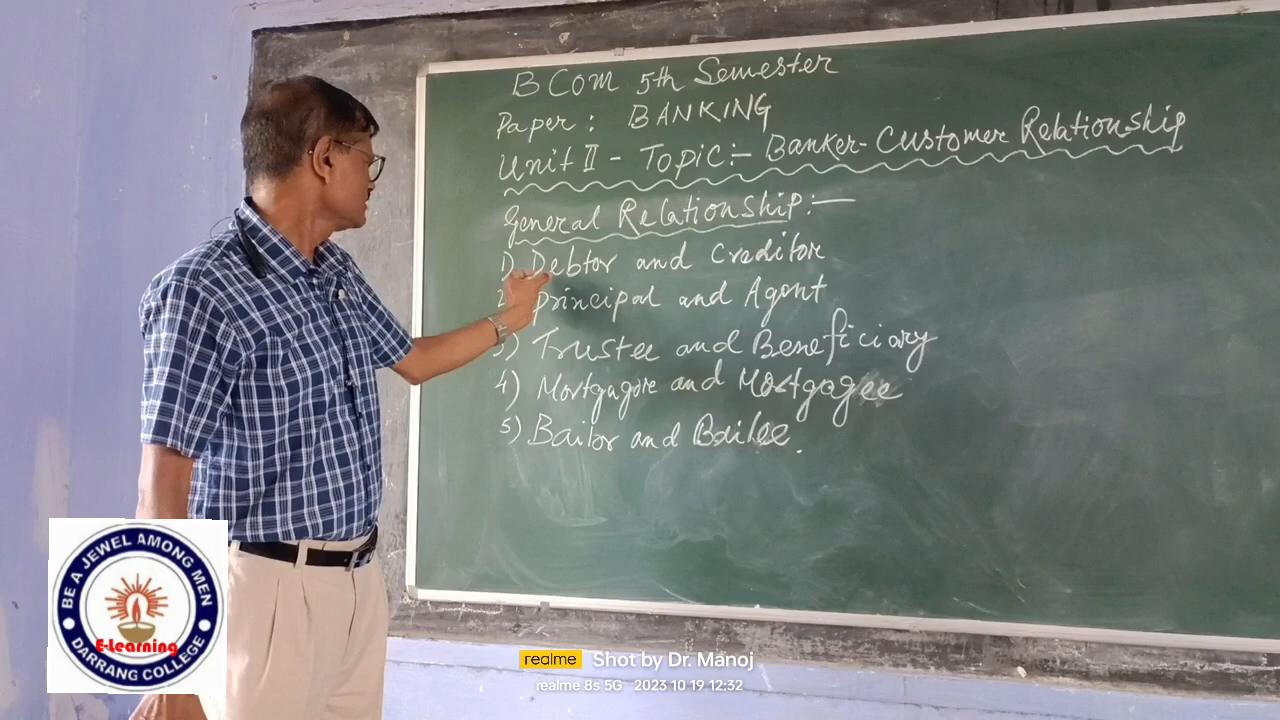 B COM 5th Semester
Paper: BANKING
Unit II - Topic:- Banker-Customer Relationship
General Relationship:-
1) Debtor and Creditor
2) Principal and Agent
3) Trustee and Beneficiary
4) Mortgagore and Mortgagee
5) Bailor and Bailee.
BE A JEWEL AMONG MEN
E-Learning
DARRANG COLLEGE
realme Shot by Dr. Manoj
realme 8s 5G 2023 10 19 12:32